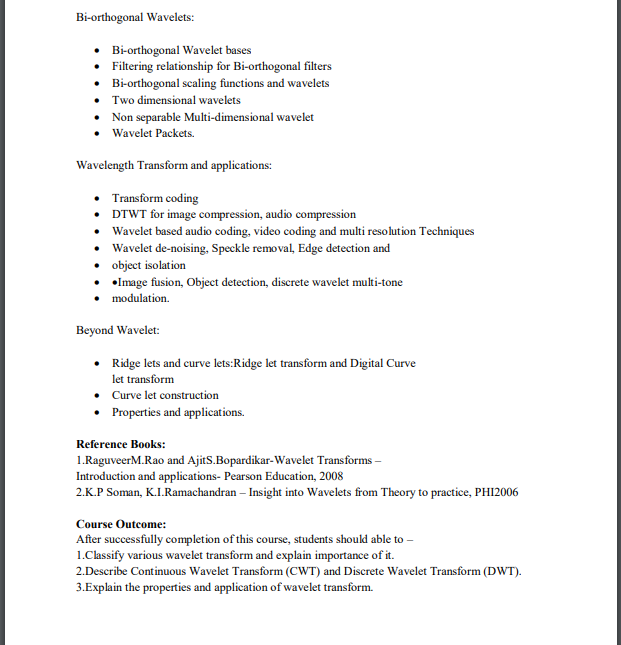 Bi-orthogonal Wavelets:
• Bi-orthogonal Wavelet bases
• Filtering relationship for Bi-orthogonal filters
• Bi-orthogonal scaling functions and wavelets
• Two dimensional wavelets
• Non separable Multi-dimensional wavelet
• Wavelet Packets.
Wavelength Transform and applications:
• Transform coding
• DTWT for image compression, audio compression
• Wavelet based audio coding, video coding and multi resolution Techniques
• Wavelet de-noising, Speckle removal, Edge detection and
• object isolation
• •Image fusion, Object detection, discrete wavelet multi-tone
• modulation.
Beyond Wavelet:
• Ridge lets and curve lets:Ridge let transform and Digital Curve
let transform
• Curve let construction
• Properties and applications.
Reference Books:
1.RaguveerM.Rao and AjitS.Bopardikar-Wavelet Transforms –
Introduction and applications- Pearson Education, 2008
2.K.P Soman, K.I.Ramachandran – Insight into Wavelets from Theory to practice, PHI2006
Course Outcome:
After successfully completion of this course, students should able to –
1.Classify various wavelet transform and explain importance of it.
2.Describe Continuous Wavelet Transform (CWT) and Discrete Wavelet Transform (DWT).
3.Explain the properties and application of wavelet transform.